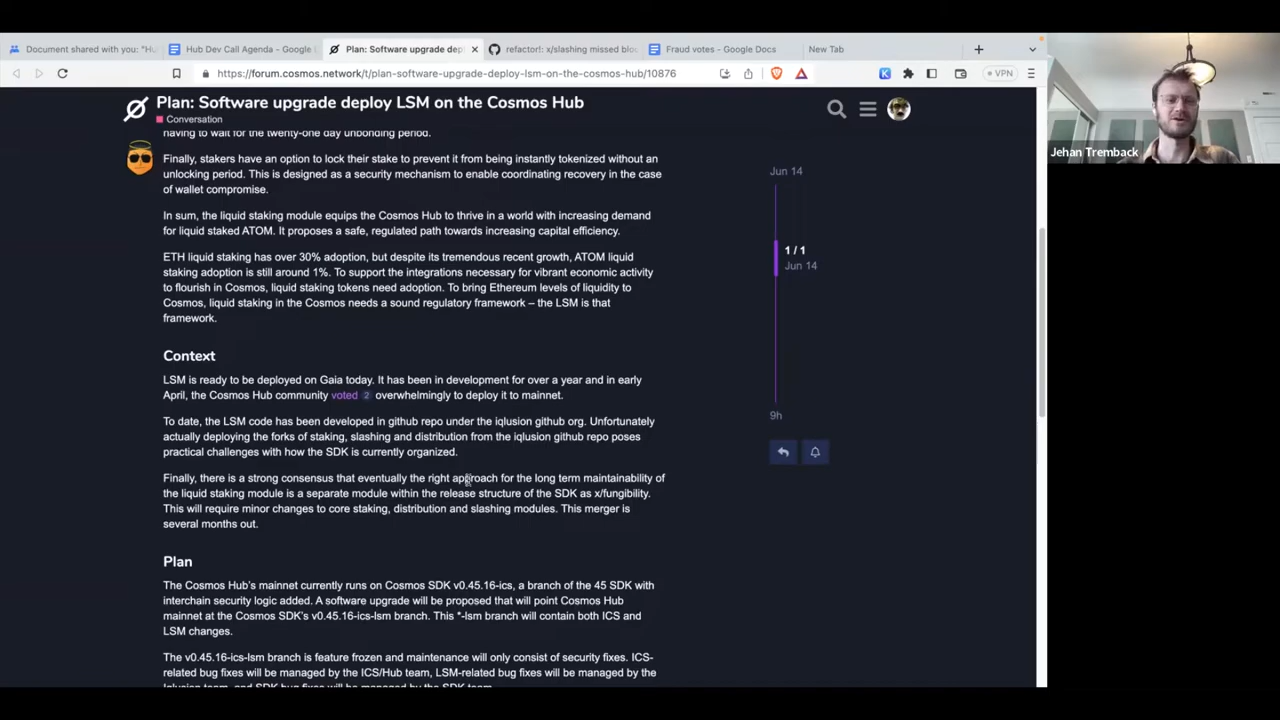 Document shared with you: "Hu
Hub Dev Call Agenda - Google
Plan: Software upgrade dep
refactor!: x/slashing missed blo
Fraud votes - Google Docs
New Tab
https://forum.cosmos.network/t/plan-software-upgrade-deploy-lsm-on-the-cosmos-hub/10876
VPN
Plan: Software upgrade deploy LSM on the Cosmos Hub
Conversation
having to wait for the twenty-one day unbonding period.
Finally, stakers have an option to lock their stake to prevent it from being instantly tokenized without an
unlocking period. This is designed as a security mechanism to enable coordinating recovery in the case
of wallet compromise.
In sum, the liquid staking module equips the Cosmos Hub to thrive in a world with increasing demand
for liquid staked ATOM. It proposes a safe, regulated path towards increasing capital efficiency.
ETH liquid staking has over 30% adoption, but despite its tremendous recent growth, ATOM liquid
staking adoption is still around 1%. To support the integrations necessary for vibrant economic activity
to flourish in Cosmos, liquid staking tokens need adoption. To bring Ethereum levels of liquidity to
Cosmos, liquid staking in the Cosmos needs a sound regulatory framework – the LSM is that
framework.
Context
LSM is ready to be deployed on Gaia today. It has been in development for over a year and in early
April, the Cosmos Hub community voted 2 overwhelmingly to deploy it to mainnet.
To date, the LSM code has been developed in github repo under the iqlusion github org. Unfortunately
actually deploying the forks of staking, slashing and distribution from the iqlusion github repo poses
practical challenges with how the SDK is currently organized.
Finally, there is a strong consensus that eventually the right approach for the long term maintainability of
the liquid staking module is a separate module within the release structure of the SDK as x/fungibility.
This will require minor changes to core staking, distribution and slashing modules. This merger is
several months out.
Plan
The Cosmos Hub's mainnet currently runs on Cosmos SDK v0.45.16-ics, a branch of the 45 SDK with
interchain security logic added. A software upgrade will be proposed that will point Cosmos Hub
mainnet at the Cosmos SDK's v0.45.16-ics-lsm branch. This *-lsm branch will contain both ICS and
LSM changes.
The v0.45.16-ics-lsm branch is feature frozen and maintenance will only consist of security fixes. ICS-
related bug fixes will be managed by the ICS/Hub team, LSM-related bug fixes will be managed by the
Iqlusion team, and SDK bug fixes will be managed by the SDK team.
Jun 14
1 / 1
Jun 14
9h
Jehan Tremback